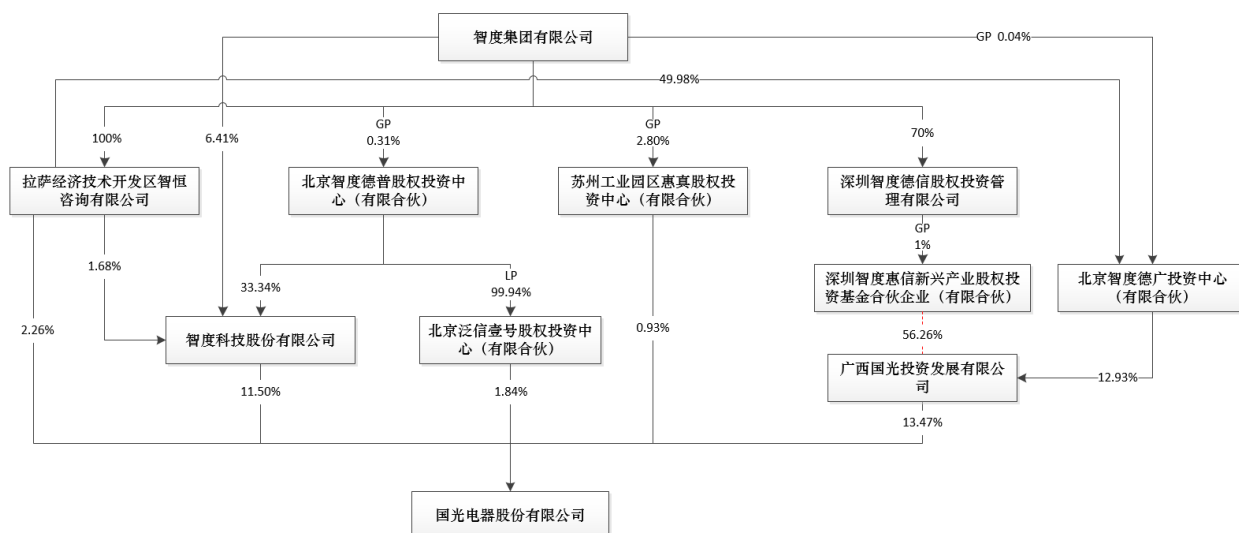 智度集团有限公司
GP 0.04%
49.98%
100%
6.41%
GP
0.31%
GP
2.80%
70%
拉萨经济技术开发区智恒
咨询有限公司
北京智度德普股权投资中
心（有限合伙）
苏州工业园区惠真股权投
资中心（有限合伙）
深圳智度德信股权投资管
理有限公司
GP
1%
1.68%
33.34%
LP
99.94%
深圳智度惠信新兴产业股权投
资基金合伙企业（有限合伙）
北京智度德广投资中心
（有限合伙）
2.26%
智度科技股份有限公司
北京泛信壹号股权投资中
心（有限合伙）
0.93%
56.26%
广西国光投资发展有限公
司
12.93%
11.50%
1.84%
13.47%
国光电器股份有限公司